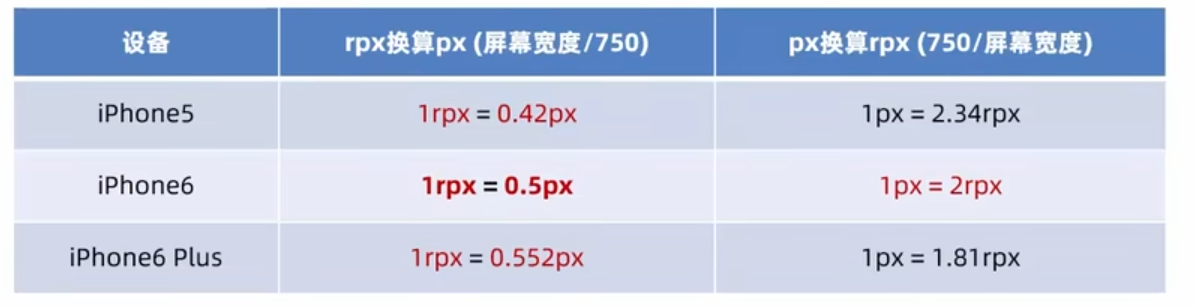 设备 rpx换算px (屏幕宽度/750) px换算rpx (750/屏幕宽度)
iPhone5 1rpx = 0.42px 1px = 2.34rpx
iPhone6 1rpx = 0.5px 1px = 2rpx
iPhone6 Plus 1rpx = 0.552px 1px = 1.81rpx